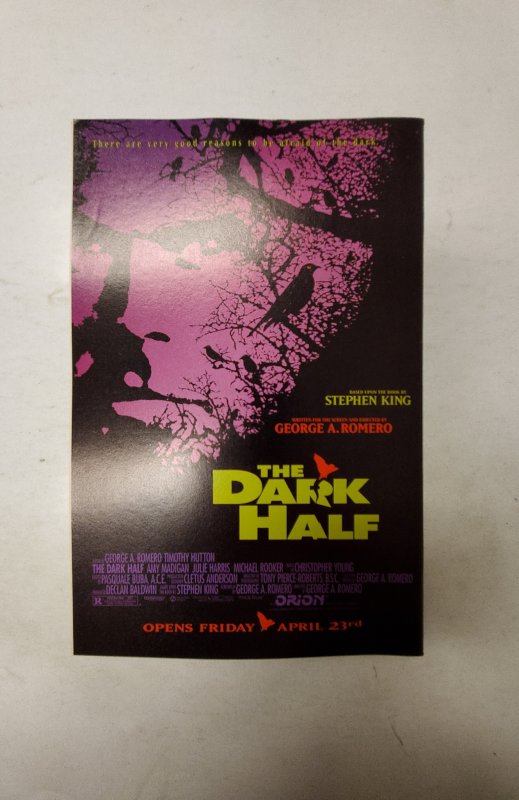 There are very good reasons to be afraid of the dark.
BASED UPON THE BOOK BY
STEPHEN KING
WRITTEN FOR THE SCREEN AND DIRECTED BY
GEORGE A. ROMERO
THE
DARK
HALF
GEORGE A. ROMERO TIMOTHY HUTTON
THE DARK HALF AMY MADIGAN JULIE HARRIS MICHAEL ROOKER CHRISTOPHER YOUNG
PASQUALE BUBA A.C.E. CLETUS ANDERSON TONY PIERCE-ROBERTS, B.S.C. GEORGE A. ROMERO
DECLAN BALDWIN STEPHEN KING GEORGE A. ROMERO GEORGE A. ROMERO
R ORION
OPENS FRIDAY APRIL 23rd